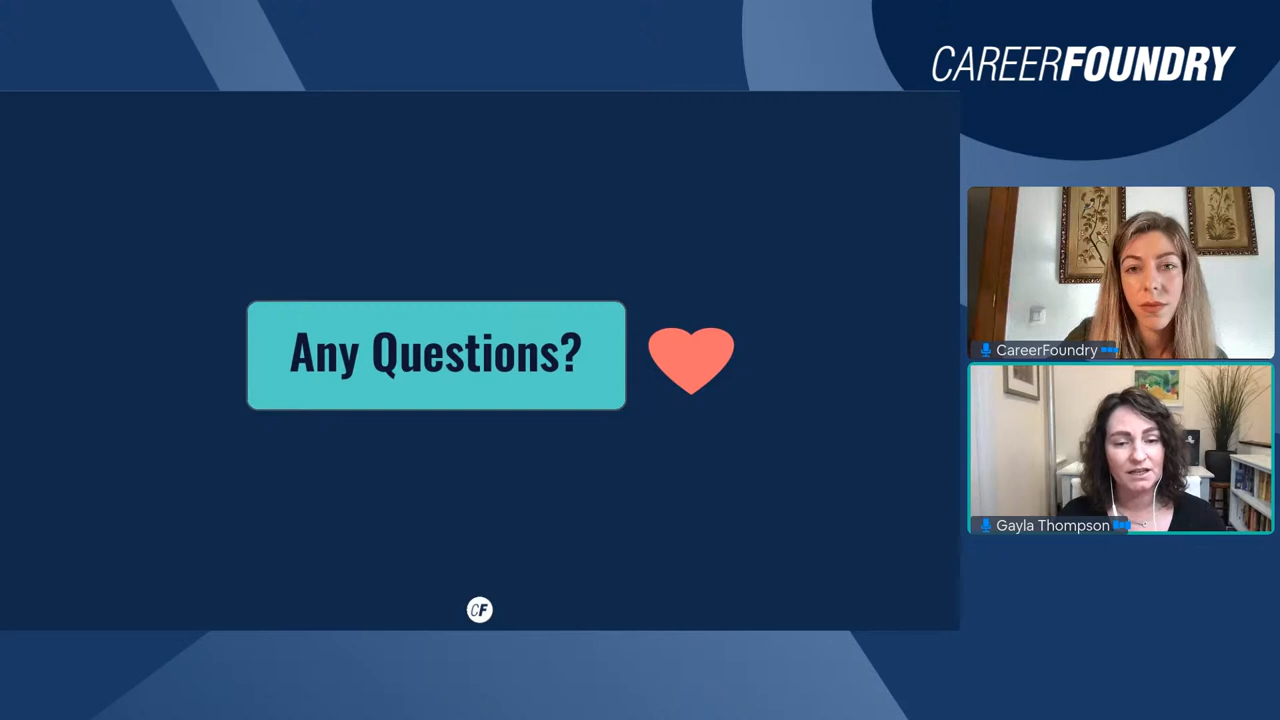 CAREERFOUNDRY
Any Questions?
CareerFoundry
Gayla Thompson
CF